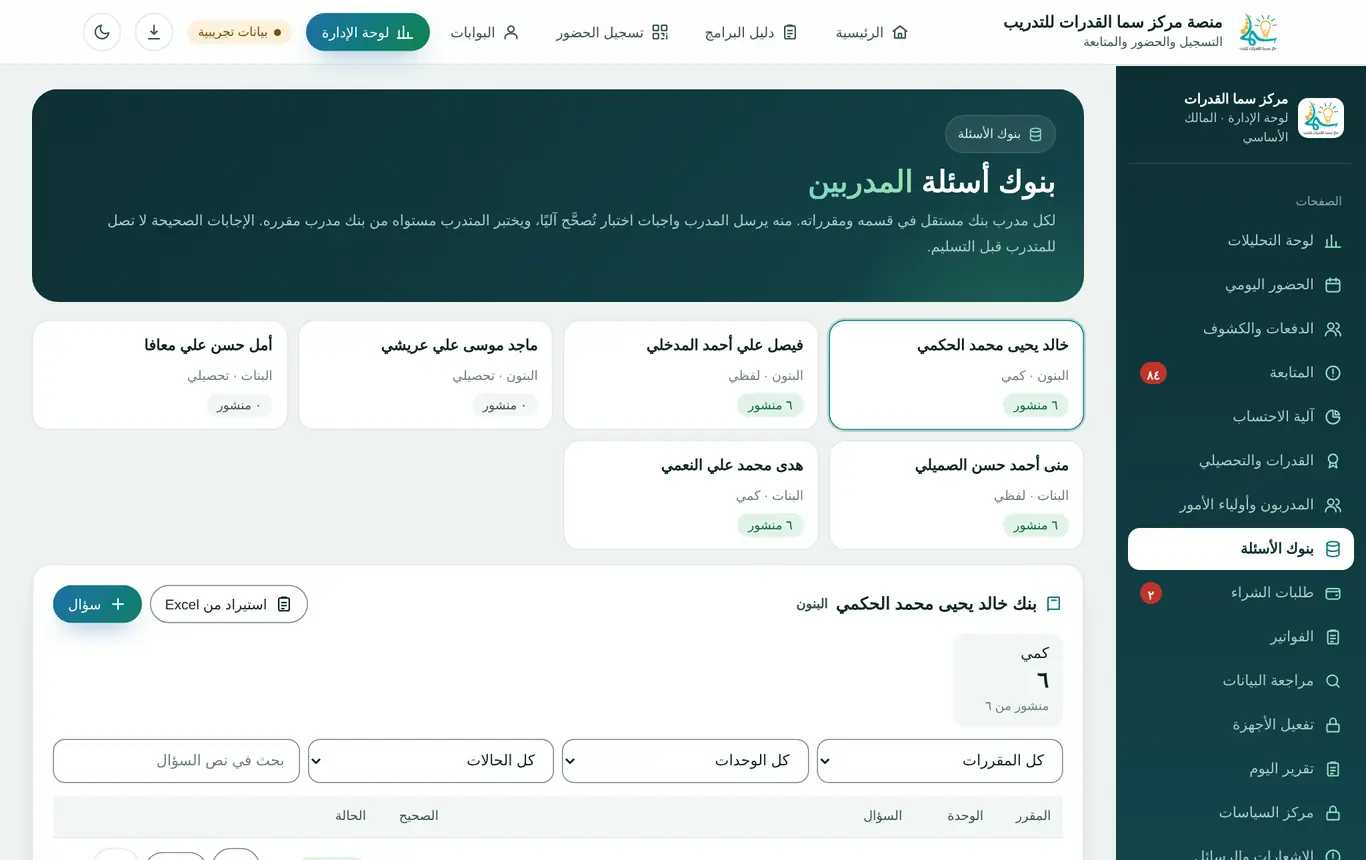 منصة مركز سما القدرات للتدريب
التسجيل والحضور والمتابعة
الرئيسية
دليل البرامج
تسجيل الحضور
البوابات
لوحة الإدارة
بيانات تجريبية
مركز سما القدرات
لوحة الإدارة · المالك الأساسي
الصفحات
لوحة التحليلات
الحضور اليومي
الدفعات والكشوف
المتابعة
٨٤
آلية الاحتساب
القدرات والتحصيلي
المدربون وأولياء الأمور
بنوك الأسئلة
طلبات الشراء
٢
الفواتير
مراجعة البيانات
تفعيل الأجهزة
تقرير اليوم
مركز السياسات
الإشعارات والرسائل
بنوك الأسئلة
بنوك أسئلة المدربين
لكل مدرب بنك مستقل في قسمه ومقرراته. منه يرسل المدرب واجبات اختبار تُصحَّح آليًا، ويختبر المتدرب مستواه من بنك مدرب مقرره. الإجابات الصحيحة لا تصل
للمتدرب قبل التسليم.
خالد يحيى محمد الحكمي
البنون · كمي
٦ منشور
فيصل علي أحمد المدخلي
البنون · لفظي
٦ منشور
ماجد موسى علي عريشي
البنون · تحصيلي
٠ منشور
أمل حسن علي معافا
البنات · تحصيلي
٠ منشور
منى أحمد حسن الصميلي
البنات · لفظي
٦ منشور
هدى محمد علي النعمي
البنات · كمي
٦ منشور
بنك خالد يحيى محمد الحكمي البنون
استيراد من Excel
سؤال
كمي
٦
منشور من ٦
كل المقررات
كل الوحدات
كل الحالات
بحث في نص السؤال
المقرر
الوحدة
السؤال
الصحيح
الحالة